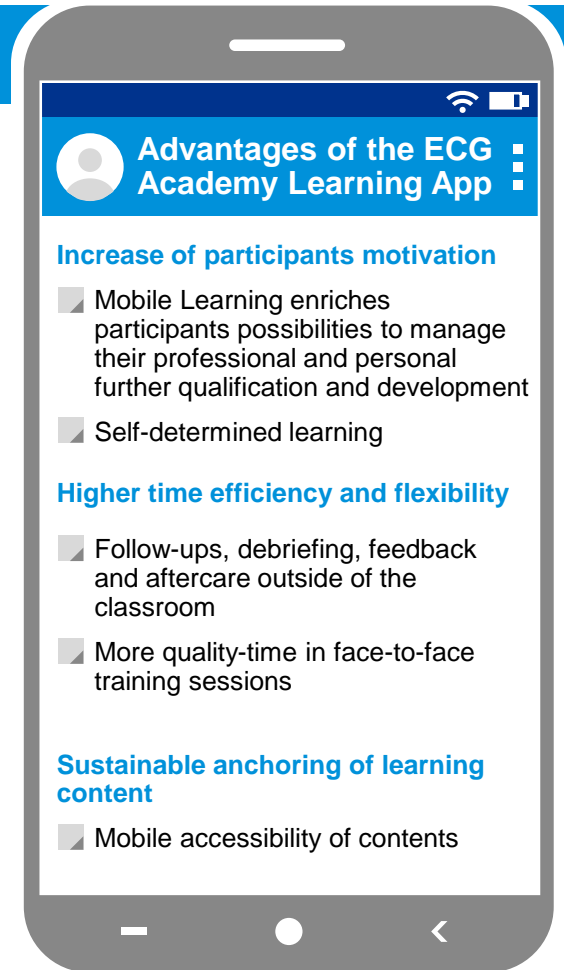 Advantages of the ECG
Academy Learning App
Increase of participants motivation
Mobile Learning enriches
participants possibilities to manage
their professional and personal
further qualification and development
Self-determined learning
Higher time efficiency and flexibility
Follow-ups, debriefing, feedback
and aftercare outside of the
classroom
More quality-time in face-to-face
training sessions
Sustainable anchoring of learning
content
Mobile accessibility of contents